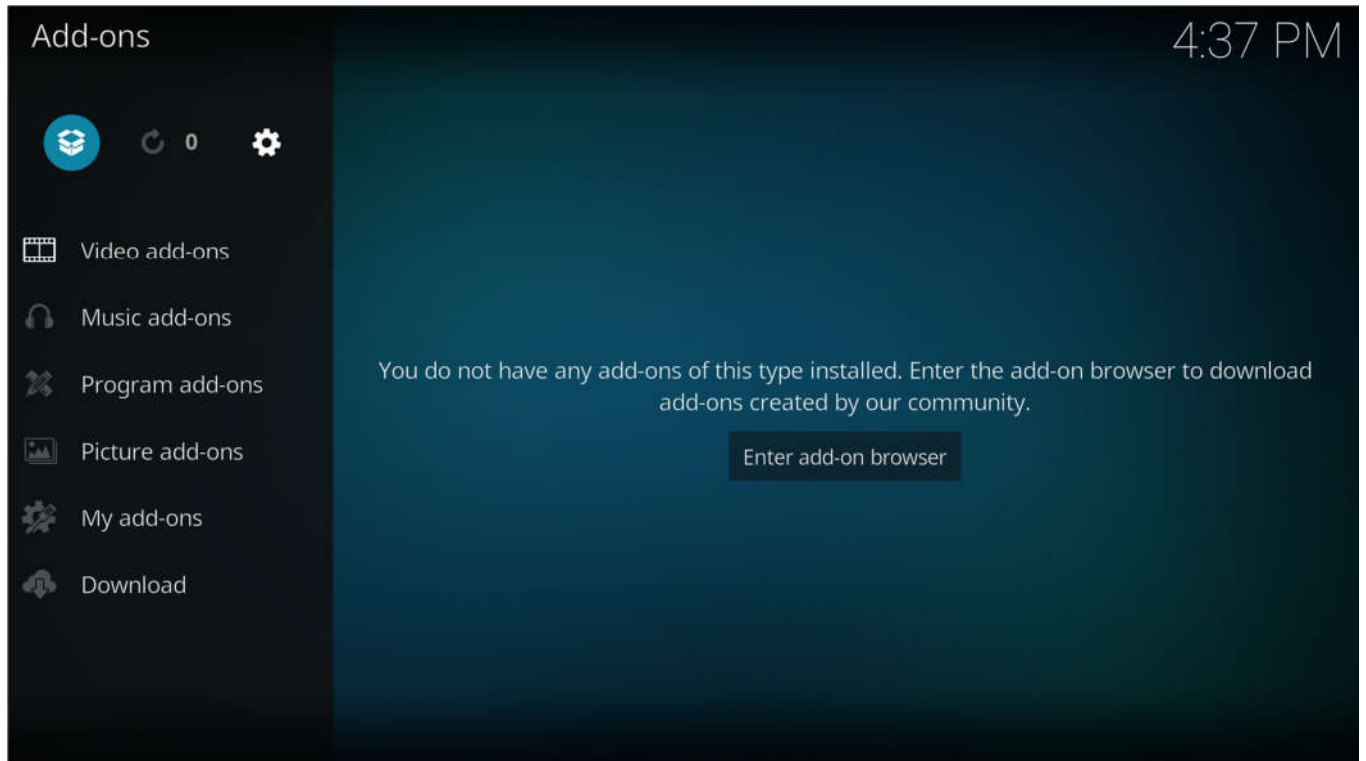 Add-ons
4:37 PM
0
Video add-ons
Music add-ons
Program add-ons
Picture add-ons
My add-ons
Download
You do not have any add-ons of this type installed. Enter the add-on browser to download
add-ons created by our community.
Enter add-on browser